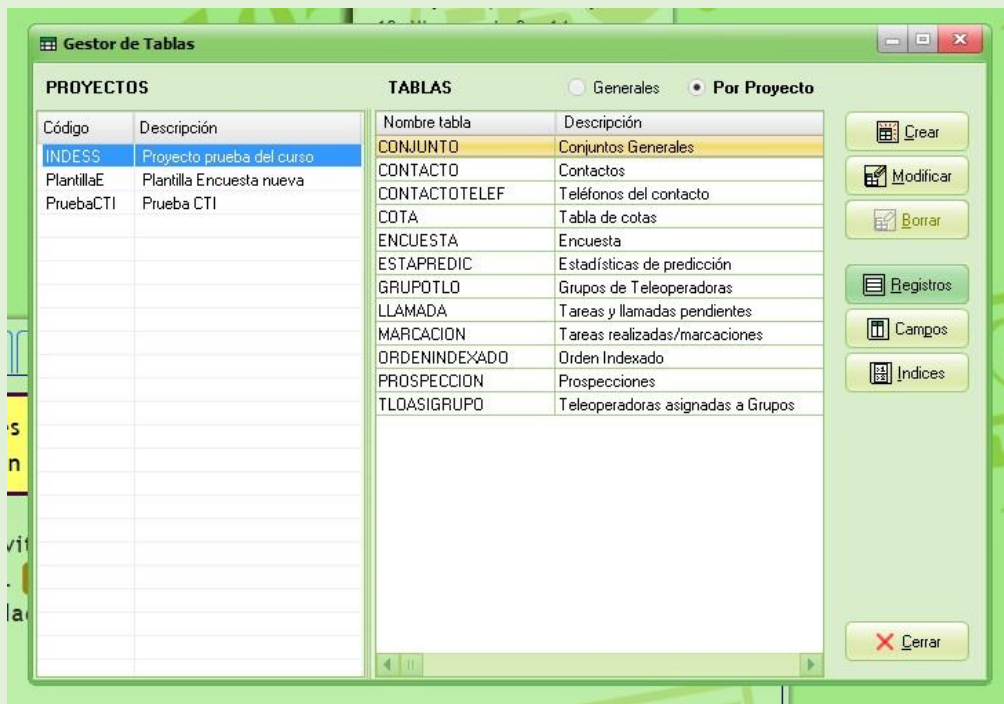 Gestor de Tablas
PROYECTOS
TABLAS
Generales
Por Proyecto
Código Descripción
INDESS Proyecto prueba del curso
PlantillaE Plantilla Encuesta nueva
PruebaCTI Prueba CTI
Nombre tabla Descripción
CONJUNTO Conjuntos Generales
CONTACTO Contactos
CONTACTOTELEF Teléfonos del contacto
COTA Tabla de cotas
ENCUESTA Encuesta
ESTAPREDIC Estadísticas de predicción
GRUPOTLO Grupos de Teleoperadoras
LLAMADA Tareas y llamadas pendientes
MARCACION Tareas realizadas/marcaciones
ORDENINDEXADO Orden Indexado
PROSPECCION Prospecciones
TLOASIGRUPO Teleoperadoras asignadas a Grupos
Crear
Modificar
Borrar
Registros
Campos
Indices
Cerrar